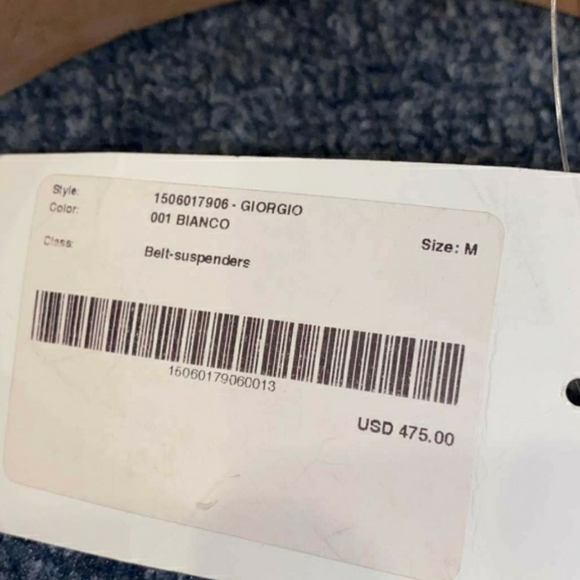 Style: 1506017906 - GIORGIO
Color: 001 BIANCO
Size: M
Class: Belt-suspenders
15060179060013
USD 475.00